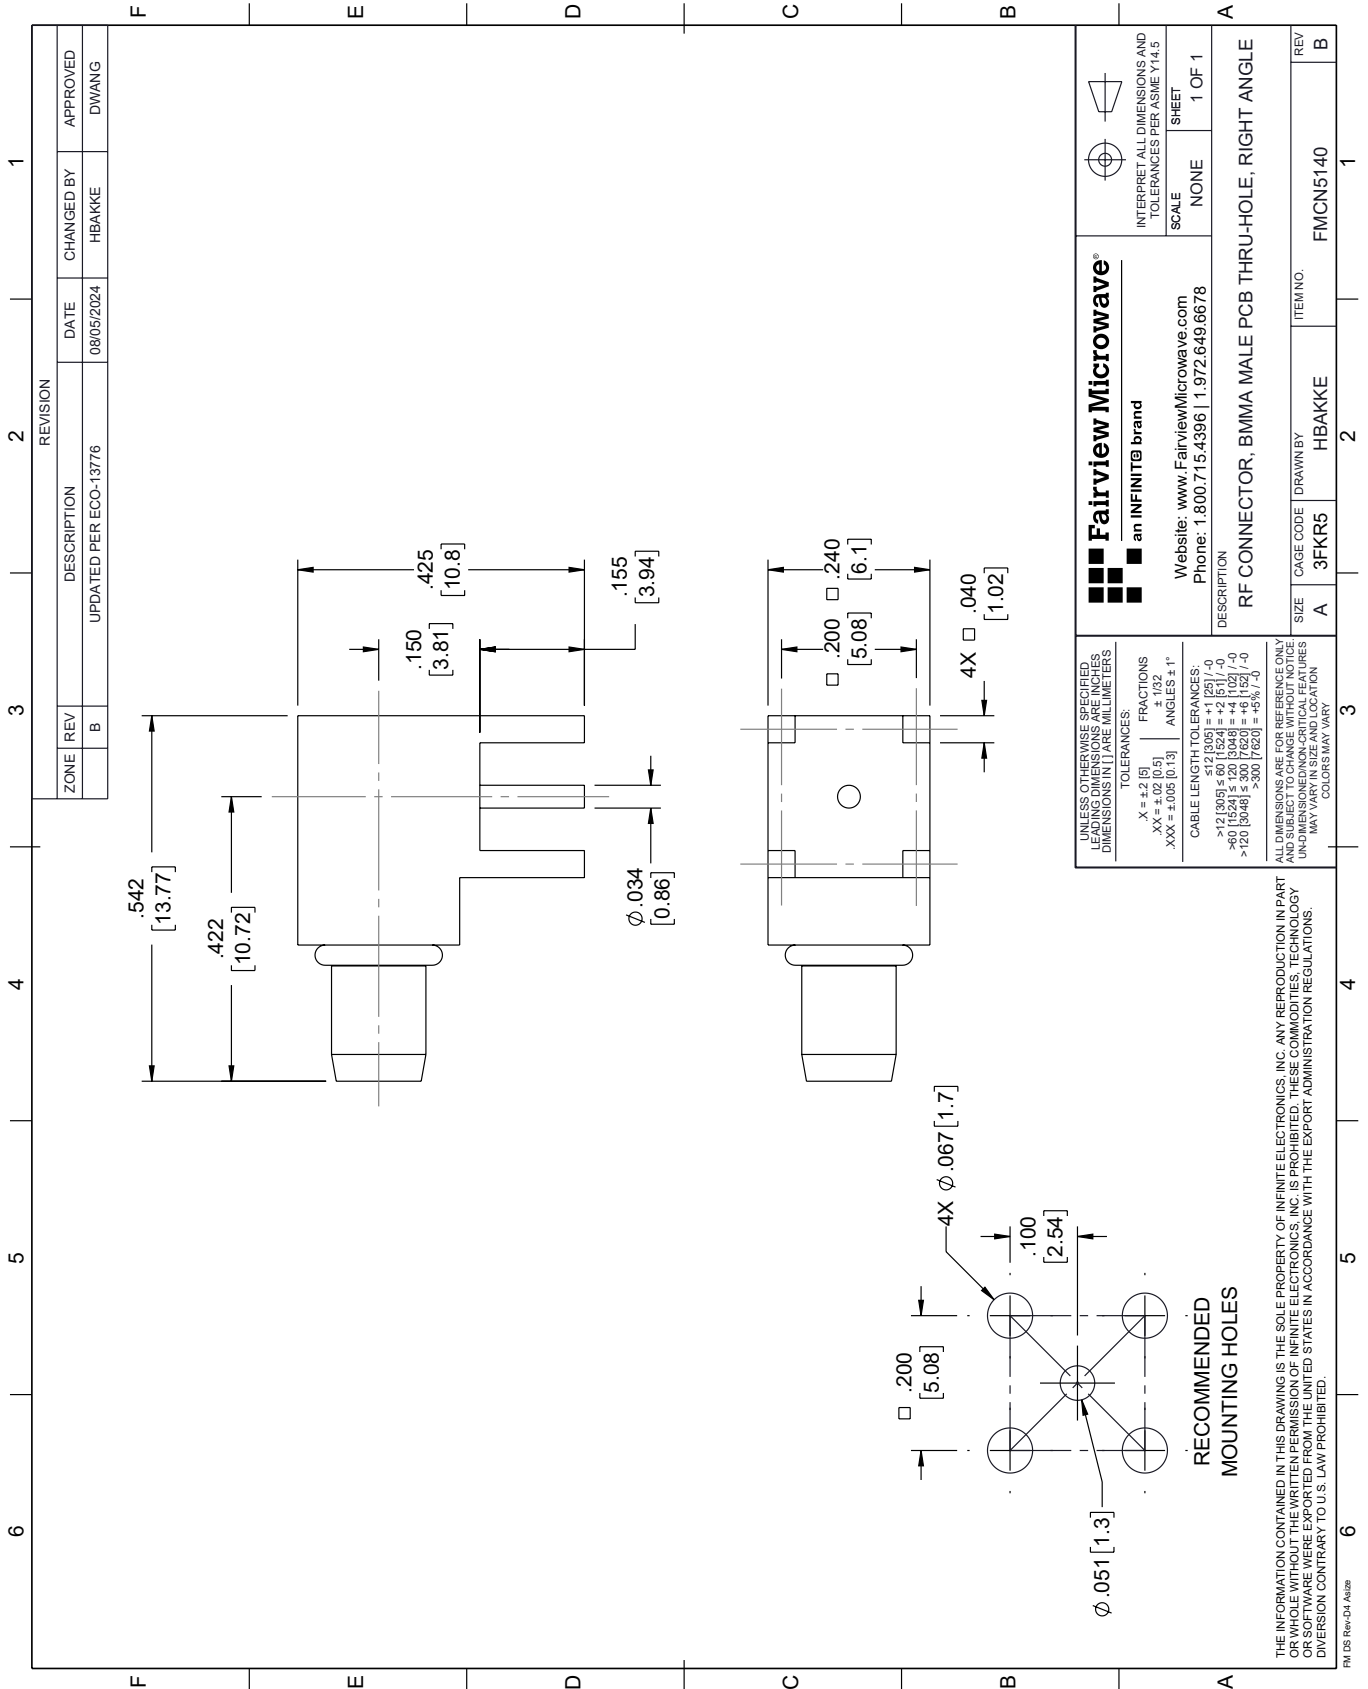 6
5
4
3
2
1
F
E
D
C
B
A
REVISION
ZONE REV DESCRIPTION DATE CHANGED BY APPROVED
B UPDATED PER ECO-13776 08/05/2024 HBAKKE DWANG
.542
[13.77]
.422
[10.72]
.150
[3.81]
.425
[10.8]
.155
[3.94]
Ø.034
[0.86]
□ .200
[5.08]
□ .240
[6.1]
4X □ .040
[1.02]
□ .200
[5.08]
4X Ø.067 [1.7]
.100
[2.54]
Ø.051 [1.3]
RECOMMENDED
MOUNTING HOLES
UNLESS OTHERWISE SPECIFIED
LEADING DIMENSIONS ARE INCHES
DIMENSIONS IN [ ] ARE MILLIMETERS
TOLERANCES:
.X = ±.2 [5] FRACTIONS
.XX = ±.02 [0.5] ± 1/32
.XXX = ±.005 [0.13] ANGLES ± 1°
CABLE LENGTH TOLERANCES:
≤12 [305] = +1 [25] / -0
>12 [305] ≤ 60 [1524] = +2 [51] / -0
>60 [1524] ≤ 120 [3048] = +4 [102] / -0
>120 [3048] ≤ 300 [7620] = +6 [152] / -0
>300 [7620] = +5% / -0
ALL DIMENSIONS ARE FOR REFERENCE ONLY
AND SUBJECT TO CHANGE WITHOUT NOTICE.
UN-DIMENSIONED/NON-CRITICAL FEATURES
MAY VARY IN SIZE AND LOCATION
COLORS MAY VARY
Fairview Microwave®
an INFINIT® brand
Website: www.FairviewMicrowave.com
Phone: 1.800.715.4396 | 1.972.649.6678
INTERPRET ALL DIMENSIONS AND
TOLERANCES PER ASME Y14.5
SCALE SHEET
NONE 1 OF 1
DESCRIPTION
RF CONNECTOR, BMMA MALE PCB THRU-HOLE, RIGHT ANGLE
SIZE CAGE CODE DRAWN BY ITEM NO. REV
A 3FKR5 HBAKKE FMCN5140 B
THE INFORMATION CONTAINED IN THIS DRAWING IS THE SOLE PROPERTY OF INFINITE ELECTRONICS, INC. ANY REPRODUCTION IN PART
OR WHOLE WITHOUT THE WRITTEN PERMISSION OF INFINITE ELECTRONICS, INC. IS PROHIBITED. THESE COMMODITIES, TECHNOLOGY
OR SOFTWARE WERE EXPORTED FROM THE UNITED STATES IN ACCORDANCE WITH THE EXPORT ADMINISTRATION REGULATIONS.
DIVERSION CONTRARY TO U.S. LAW PROHIBITED.
F
E
D
C
B
A
6
5
4
3
2
1
FM DS Rev-D4 Asize